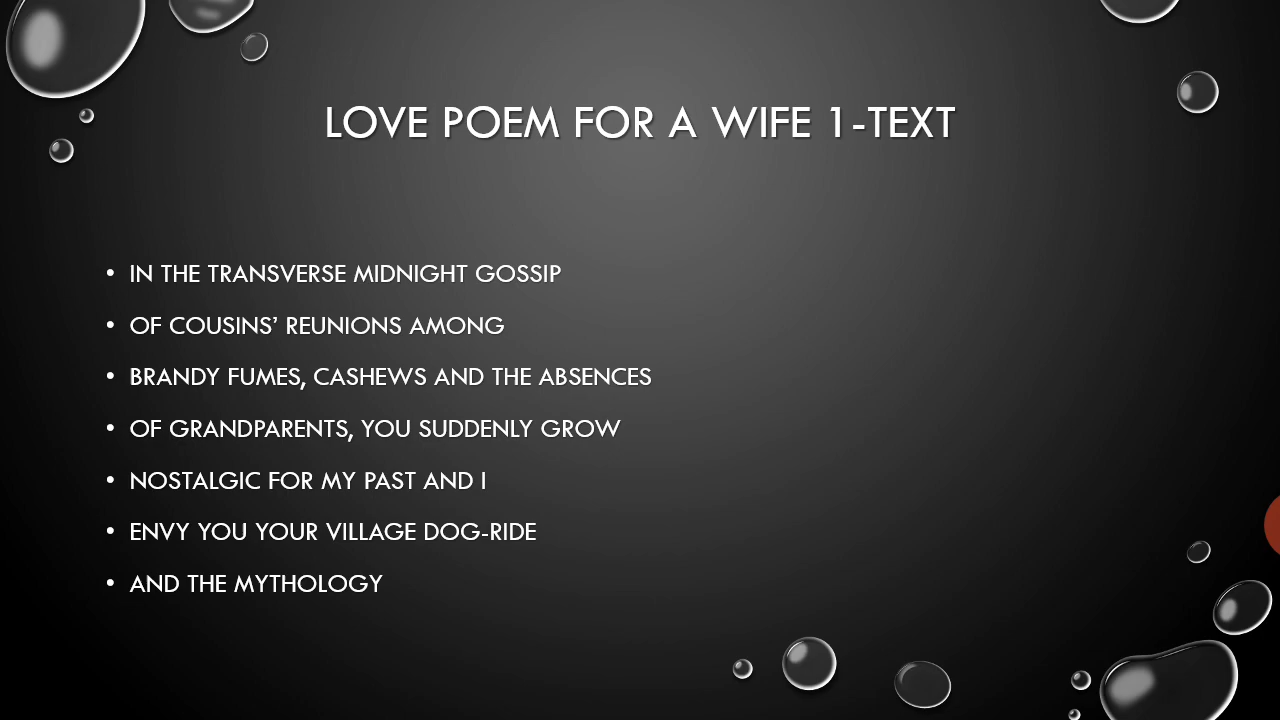 LOVE POEM FOR A WIFE 1-TEXT
• IN THE TRANSVERSE MIDNIGHT GOSSIP
• OF COUSINS’ REUNIONS AMONG
• BRANDY FUMES, CASHEWS AND THE ABSENCES
• OF GRANDPARENTS, YOU SUDDENLY GROW
• NOSTALGIC FOR MY PAST AND I
• ENVY YOU YOUR VILLAGE DOG-RIDE
• AND THE MYTHOLOGY